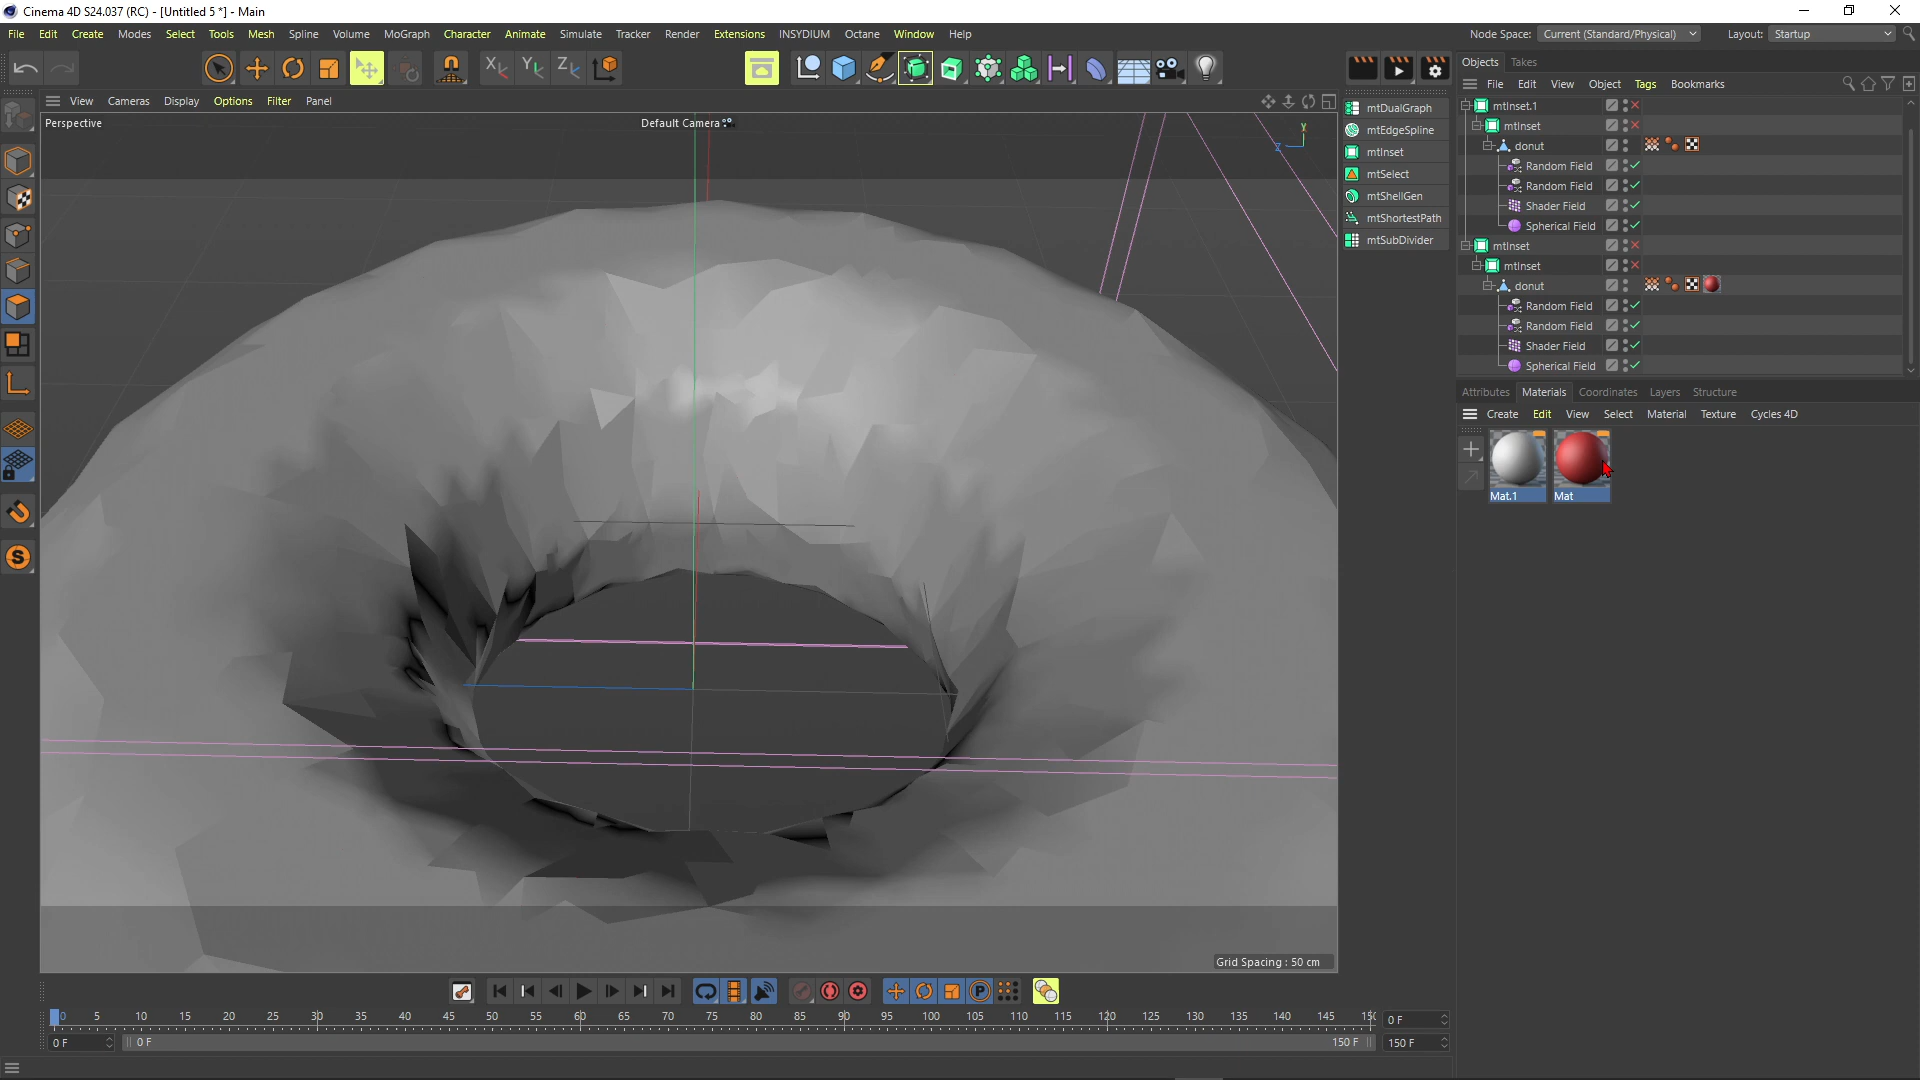 Cinema 4D S24.037 (RC) - [Untitled 5 *] - Main
File Edit Create Modes Select Tools Mesh Spline Volume MoGraph Character Animate Simulate Tracker Render Extensions INSYDIUM Octane Window Help
Node Space: Current (Standard/Physical) Layout: Startup
View Cameras Display Options Filter Panel
Perspective
Default Camera
Y
Z
Grid Spacing : 50 cm
mtDualGraph
mtEdgeSpline
mtInset
mtSelect
mtShellGen
mtShortestPath
mtSubDivider
Objects Takes
File Edit View Object Tags Bookmarks
mtInset.1
mtInset
donut
Random Field
Random Field
Shader Field
Spherical Field
mtInset
mtInset
donut
Random Field
Random Field
Shader Field
Spherical Field
Attributes Materials Coordinates Layers Structure
Create Edit View Select Material Texture Cycles 4D
Mat.1 Mat
0 5 10 15 20 25 30 35 40 45 50 55 60 65 70 75 80 85 90 95 100 105 110 115 120 125 130 135 140 145 150 0 F
0 F 0 F 150 F 150 F